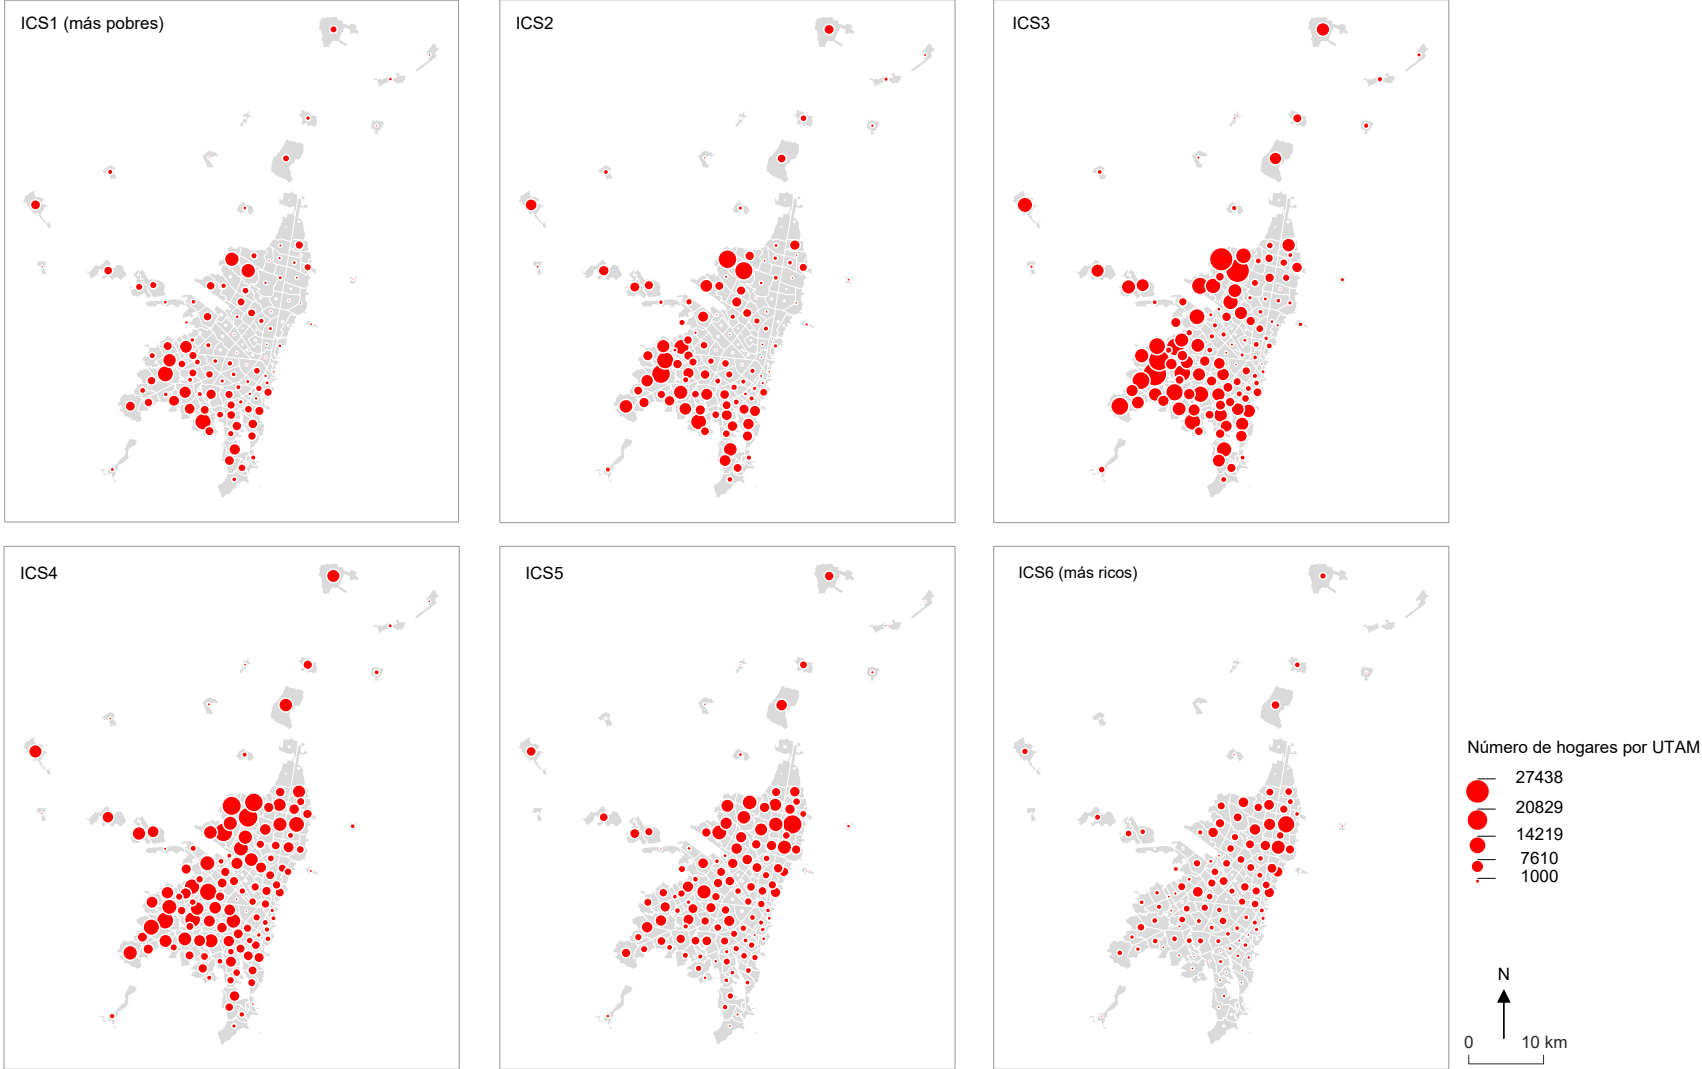 ICS1 (más pobres)
ICS2
ICS3
ICS4
ICS5
ICS6 (más ricos)
Número de hogares por UTAM
27438
20829
14219
7610
1000
N
0 10 km